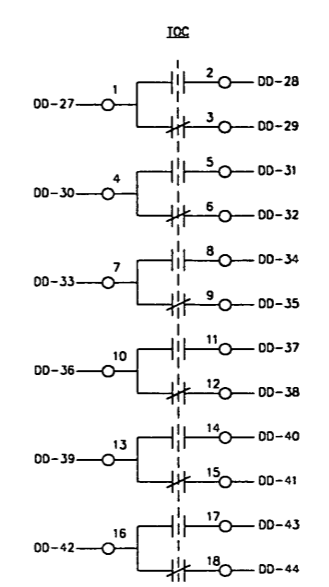 TOC
2 DD-28
1
DD-27
3 DD-29
5 DD-31
4
DD-30
6 DD-32
8 DD-34
7
DD-33
9 DD-35
11 DD-37
10
DD-36
12 DD-38
14 DD-40
13
DD-39
15 DD-41
17 DD-43
16
DD-42
18 DD-44